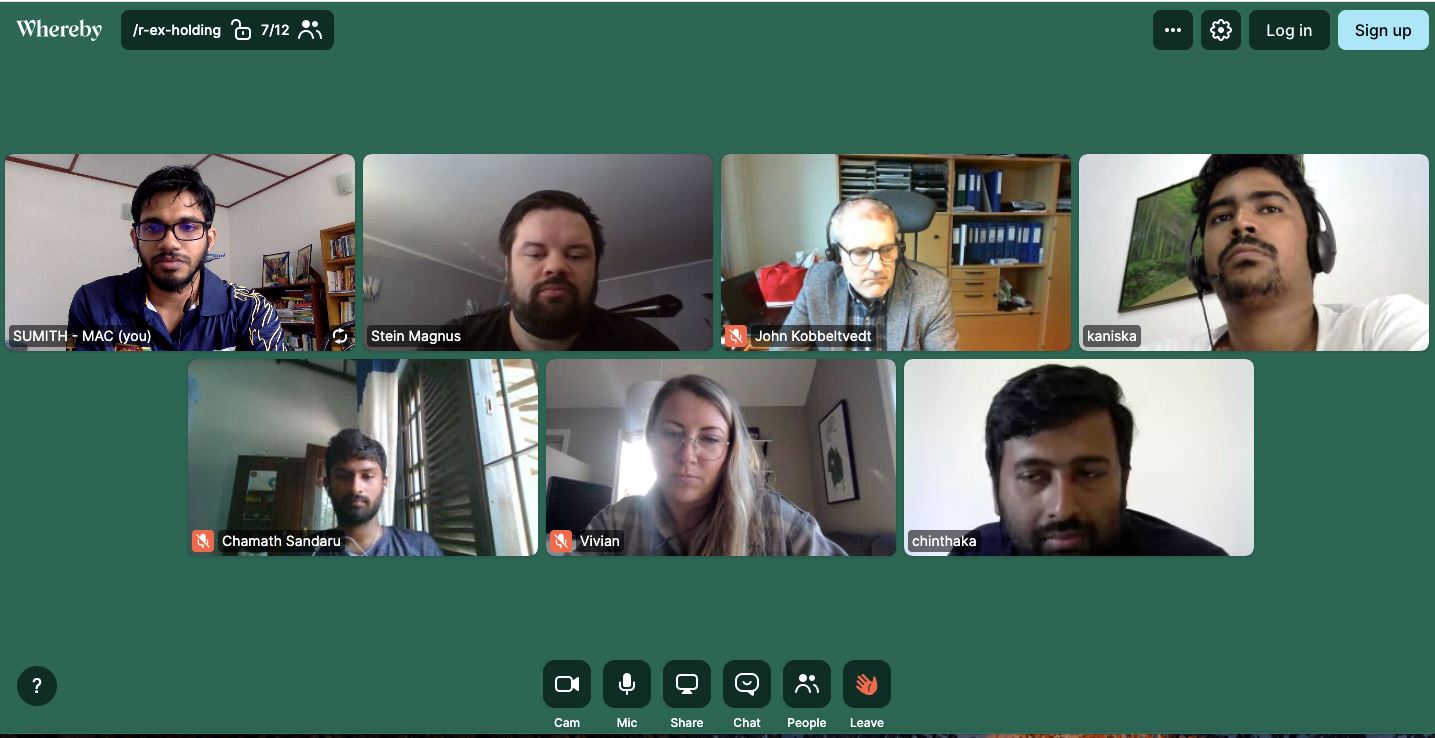 Whereby
/r-ex-holding 7/12
Log in
Sign up
SUMITH - MAC (you)
Stein Magnus
John Kobbeltvedt
kaniska
Chamath Sandaru
Vivian
chinthaka
?
Cam
Mic
Share
Chat
People
Leave